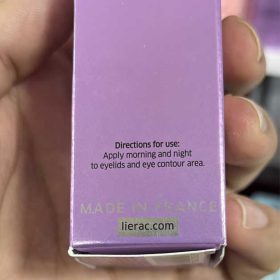 Directions for use:
Apply morning and night
to eyelids and eye contour area.
MADE IN FRANCE
lierac.com